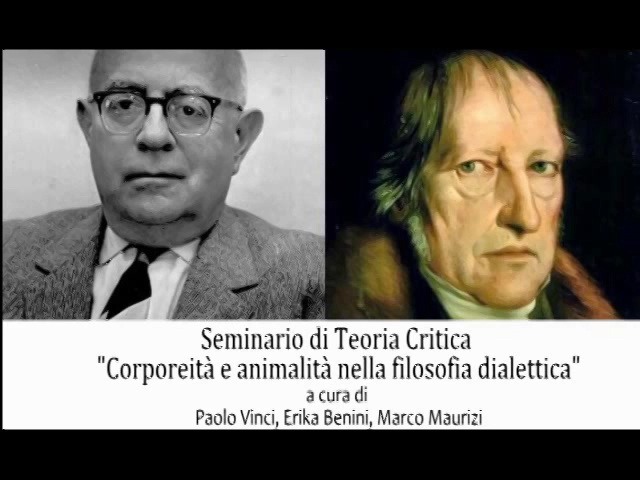 Seminario di Teoria Critica
"Corporeità e animalità nella filosofia dialettica"
a cura di
Paolo Vinci, Erika Benini, Marco Maurizi